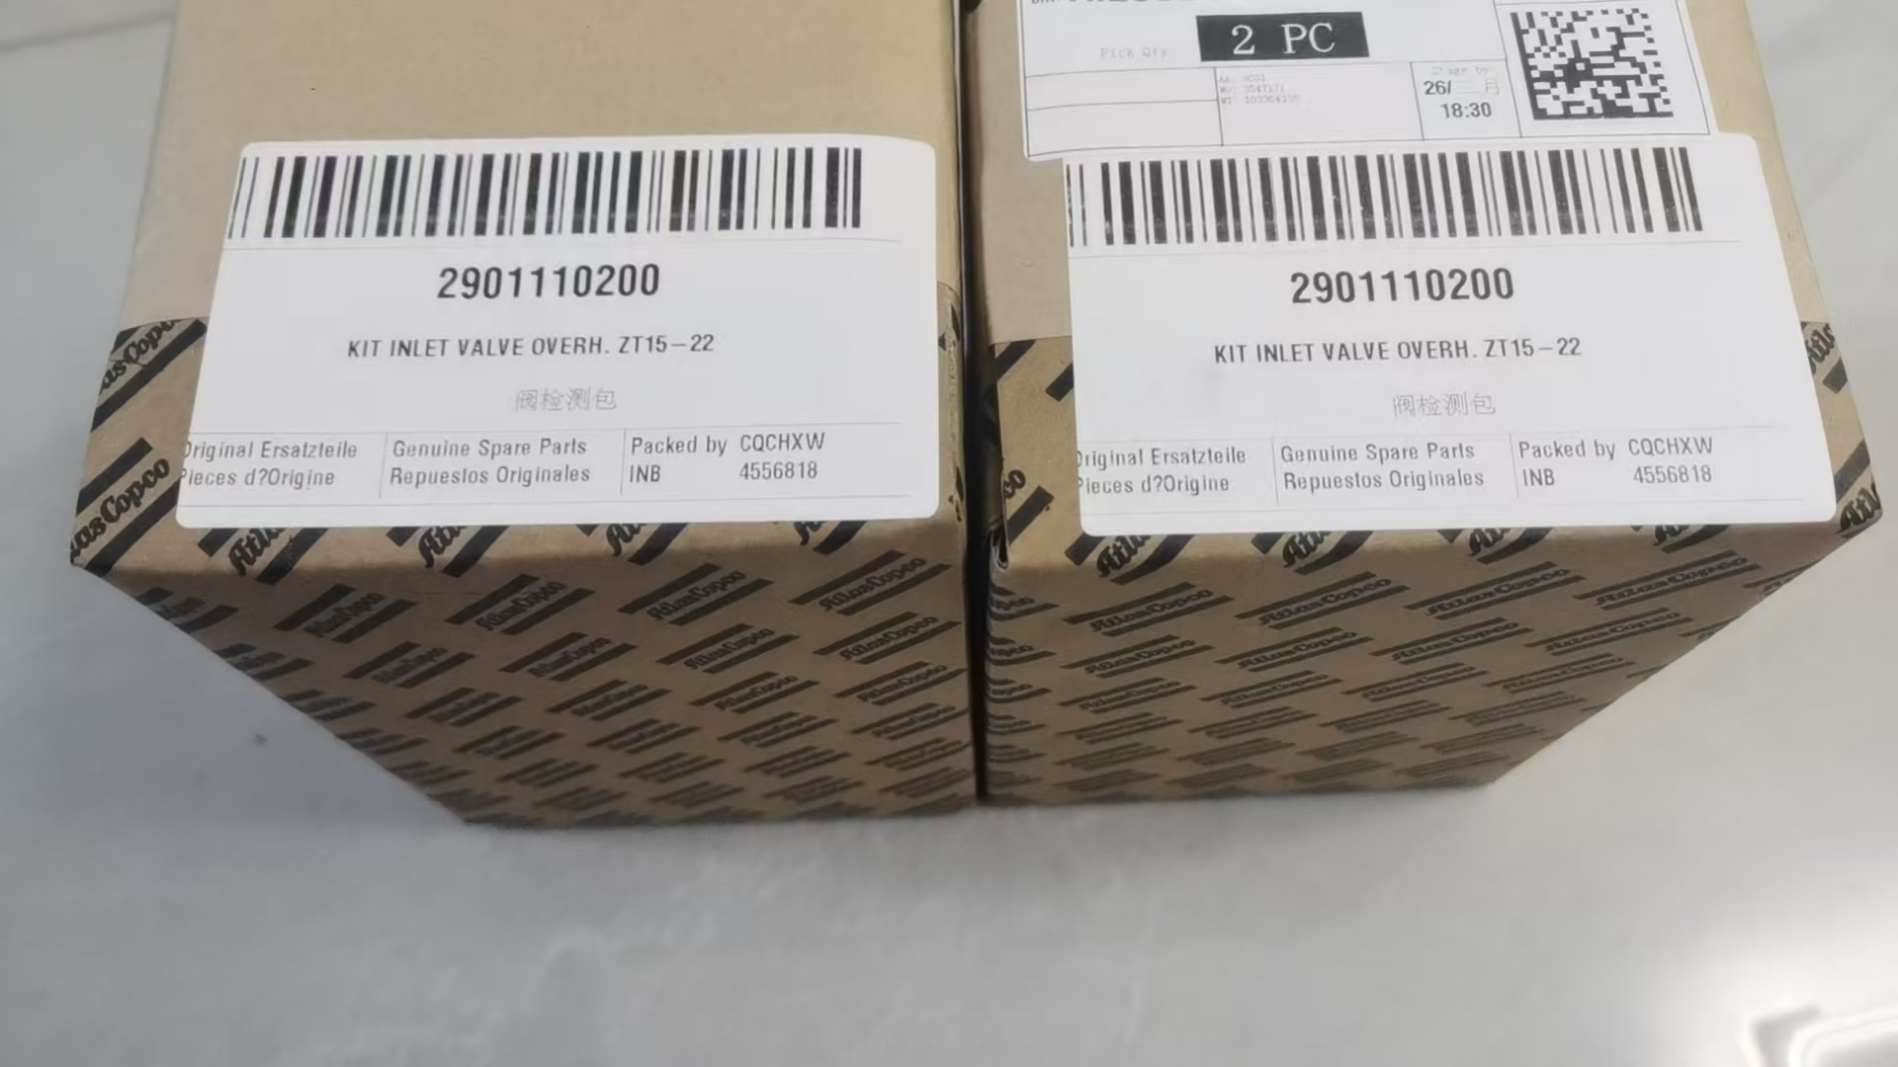 2 PC
Pick Qty
26/ 月
18:30
2901110200
KIT INLET VALVE OVERH. ZT15-22
阀检测包
Original Ersatzteile
Pieces d?Origine
Genuine Spare Parts
Repuestos Originales
Packed by CQCHXW
INB 4556818
2901110200
KIT INLET VALVE OVERH. ZT15-22
阀检测包
Original Ersatzteile
Pieces d?Origine
Genuine Spare Parts
Repuestos Originales
Packed by CQCHXW
INB 4556818
Atlas Copco